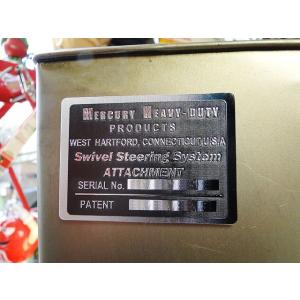 MERCURY HEAVY-DUTY
PRODUCTS
WEST HARTFORD, CONNECTICUT, U.S.A
Swivel Steering System
ATTACHMENT
SERIAL No.
PATENT